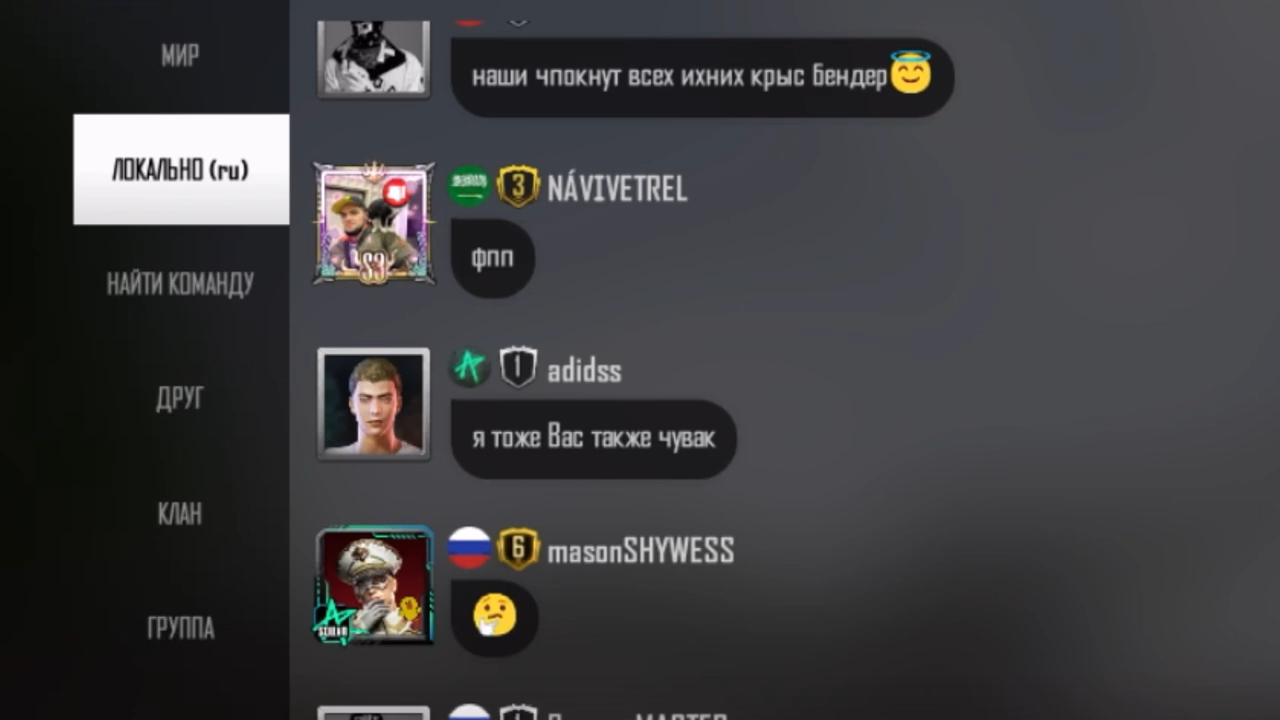 МИР
ЛОКАЛЬНО (ru)
НАЙТИ КОМАНДУ
ДРУГ
КЛАН
ГРУППА
наши чпокнут всех ихних крыс Бендер😇
3 NÁVIVETREL
S3
фпп
1 adidss
я тоже Вас также чувак
6 masonSHYWESS
🤔